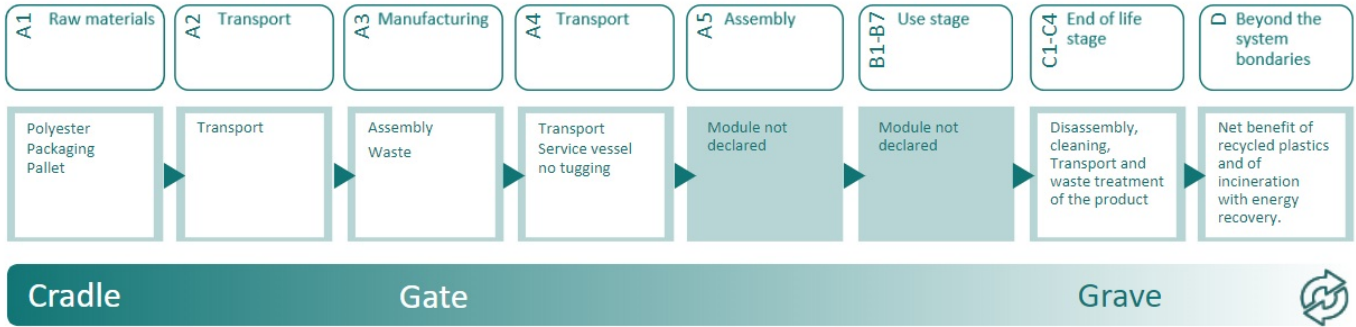 A1 Raw materials
A2 Transport
A3 Manufacturing
A4 Transport
A5 Assembly
B1-B7 Use stage
C1-C4 End of life
stage
D Beyond the
system
bondaries
Polyester
Packaging
Pallet
Transport
Assembly
Waste
Transport
Service vessel
no tugging
Module not
declared
Module not
declared
Disassembly,
cleaning,
Transport and
waste treatment
of the product
Net benefit of
recycled plastics
and of
incineration
with energy
recovery.
Cradle
Gate
Grave